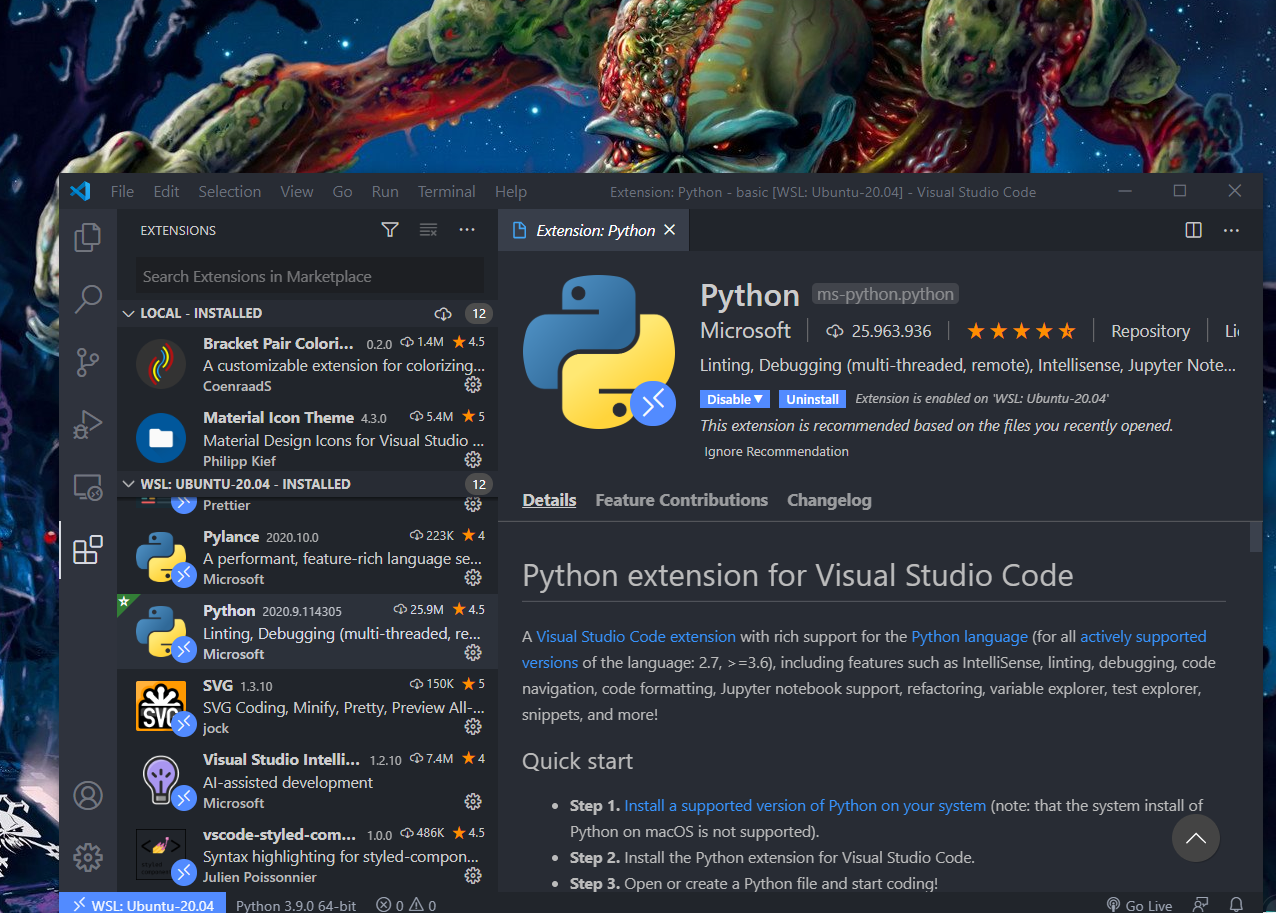 File Edit Selection View Go Run Terminal Help Extension: Python - basic [WSL: Ubuntu-20.04] - Visual Studio Code
EXTENSIONS
Search Extensions in Marketplace
LOCAL - INSTALLED 12
Bracket Pair Colori... 0.2.0 1.4M 4.5
A customizable extension for colorizing...
CoenraadS
Material Icon Theme 4.3.0 5.4M 5
Material Design Icons for Visual Studio ...
Philipp Kief
WSL: UBUNTU-20.04 - INSTALLED 12
Prettier
Pylance 2020.10.0 223K 4
A performant, feature-rich language se...
Microsoft
Python 2020.9.114305 25.9M 4.5
Linting, Debugging (multi-threaded, re...
Microsoft
SVG 1.3.10 150K 5
SVG Coding, Minify, Pretty, Preview All-...
jock
SVG
Visual Studio Intelli... 1.2.10 7.4M 4
AI-assisted development
Microsoft
vscode-styled-com... 1.0.0 486K 4.5
Syntax highlighting for styled-compon...
Julien Poissonnier
Extension: Python
Python ms-python.python
Microsoft 25.963.936 Repository Lic
Linting, Debugging (multi-threaded, remote), Intellisense, Jupyter Note...
Disable Uninstall Extension is enabled on 'WSL: Ubuntu-20.04'
This extension is recommended based on the files you recently opened.
Ignore Recommendation
Details Feature Contributions Changelog
Python extension for Visual Studio Code
A Visual Studio Code extension with rich support for the Python language (for all actively supported
versions of the language: 2.7, >=3.6), including features such as IntelliSense, linting, debugging, code
navigation, code formatting, Jupyter notebook support, refactoring, variable explorer, test explorer,
snippets, and more!
Quick start
• Step 1. Install a supported version of Python on your system (note: that the system install of
Python on macOS is not supported).
• Step 2. Install the Python extension for Visual Studio Code.
• Step 3. Open or create a Python file and start coding!
WSL: Ubuntu-20.04 Python 3.9.0 64-bit 0 0 Go Live